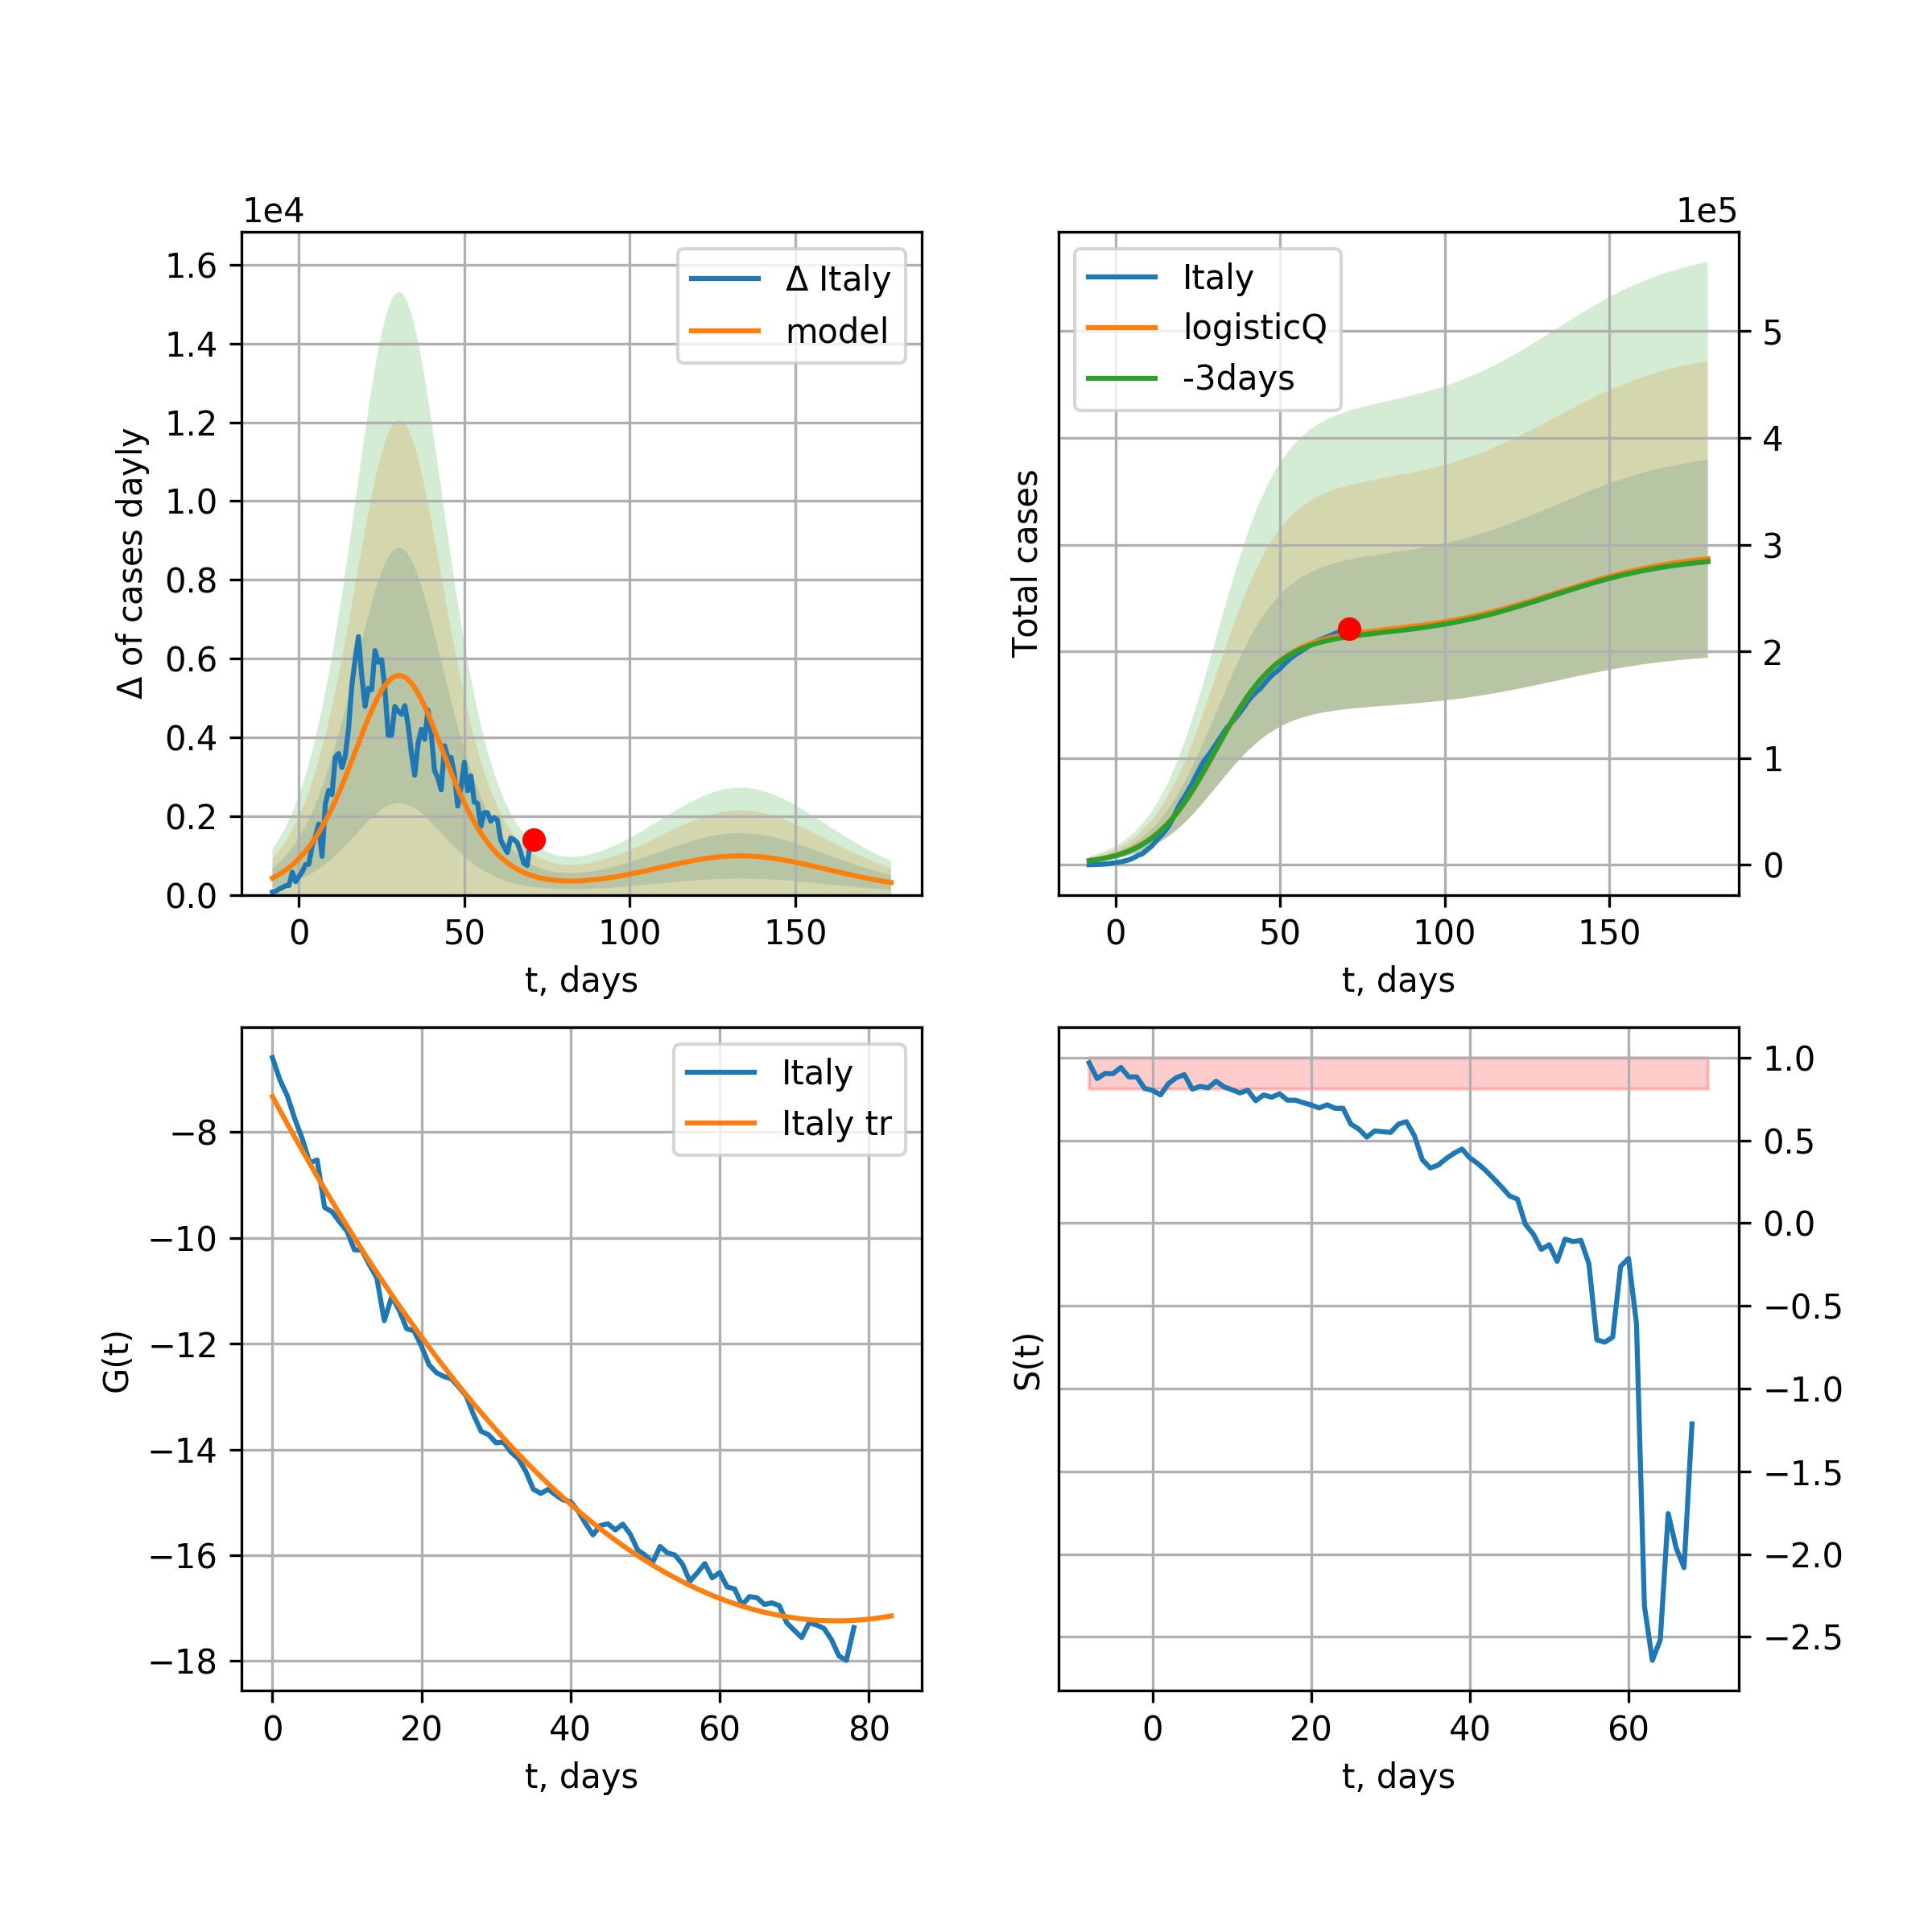 1e4
1.6
1.4
1.2
1.0
0.8
0.6
0.4
0.2
0.0
Δ of cases dayly
Δ Italy
model
0 50 100 150
t, days
1e5
Italy
logisticQ
-3days
Total cases
5
4
3
2
1
0
0 50 100 150
t, days
G(t)
−8
−10
−12
−14
−16
−18
Italy
Italy tr
0 20 40 60 80
t, days
S(t)
1.0
0.5
0.0
−0.5
−1.0
−1.5
−2.0
−2.5
0 20 40 60
t, days